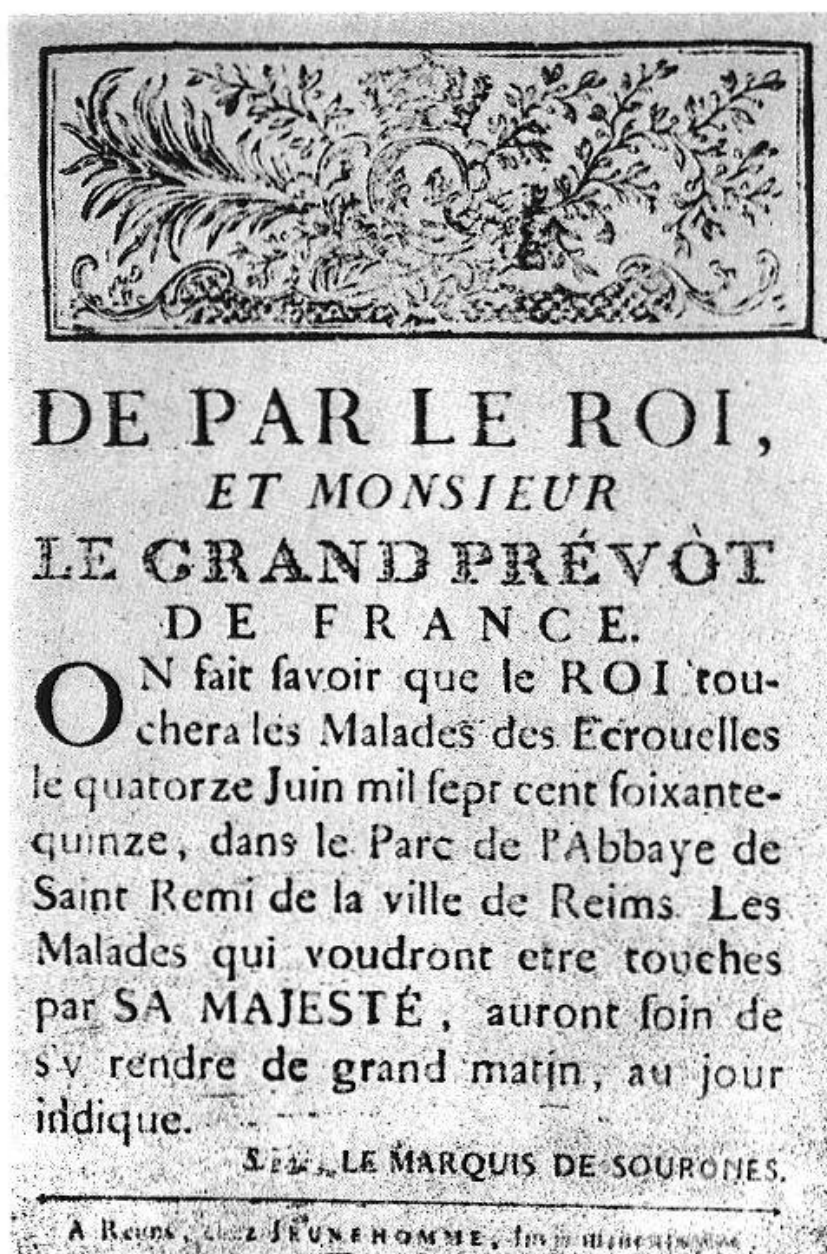 DE PAR LE ROI,
ET MONSIEUR
LE GRAND PRÉVÒT
DE FRANCE.
ON fait ſavoir que le ROI tou-
chera les Malades des Ecrouelles
le quatorze Juin mil ſept cent ſoixante-
quinze, dans le Parc de l'Abbaye de
Saint Remi de la ville de Reims. Les
Malades qui voudront etre touches
par SA MAJESTÉ, auront ſoin de
s'y rendre de grand matin, au jour
indique.
LE MARQUIS DE SOURCHES.
A Reims, chez JEUNEHOMME,